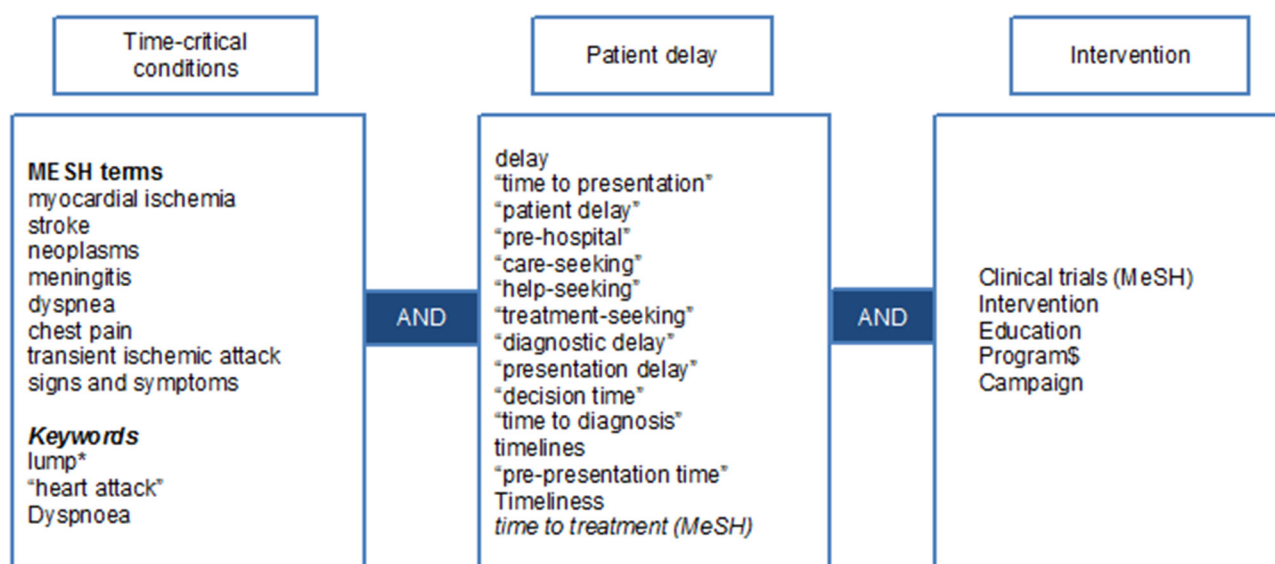 Time-critical
conditions
Patient delay
Intervention
MESH terms
myocardial ischemia
stroke
neoplasms
meningitis
dyspnea
chest pain
transient ischemic attack
signs and symptoms
Keywords
lump*
“heart attack”
Dyspnoea
AND
delay
“time to presentation”
“patient delay”
“pre-hospital”
“care-seeking”
“help-seeking”
“treatment-seeking”
“diagnostic delay”
“presentation delay”
“decision time”
“time to diagnosis”
timelines
“pre-presentation time”
Timeliness
time to treatment (MeSH)
AND
Clinical trials (MeSH)
Intervention
Education
Program$
Campaign